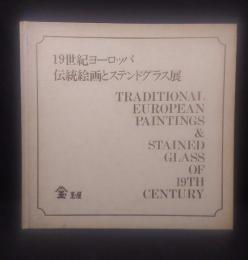 19世紀ヨーロッパ
伝統絵画とステンドグラス展
TRADITIONAL
EUROPEAN
PAINTINGS
&
STAINED
GLASS
OF
19TH
CENTURY